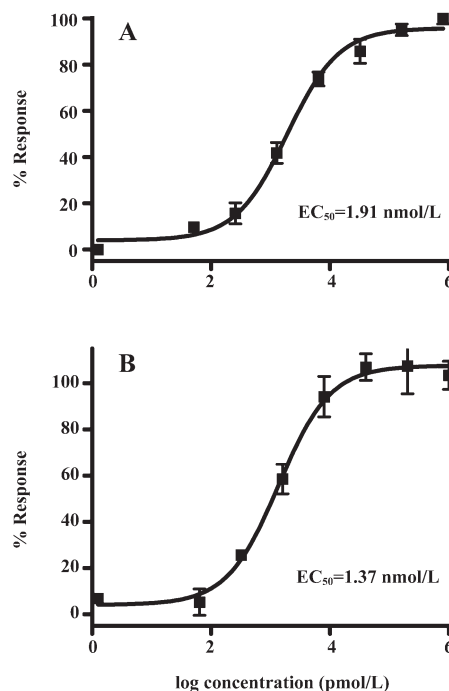 A
100
80
60
40
20
0
% Response
EC50=1.91 nmol/L
0 2 4 6
B
100
80
60
40
20
0
% Response
EC50=1.37 nmol/L
0 2 4 6
log concentration (pmol/L)